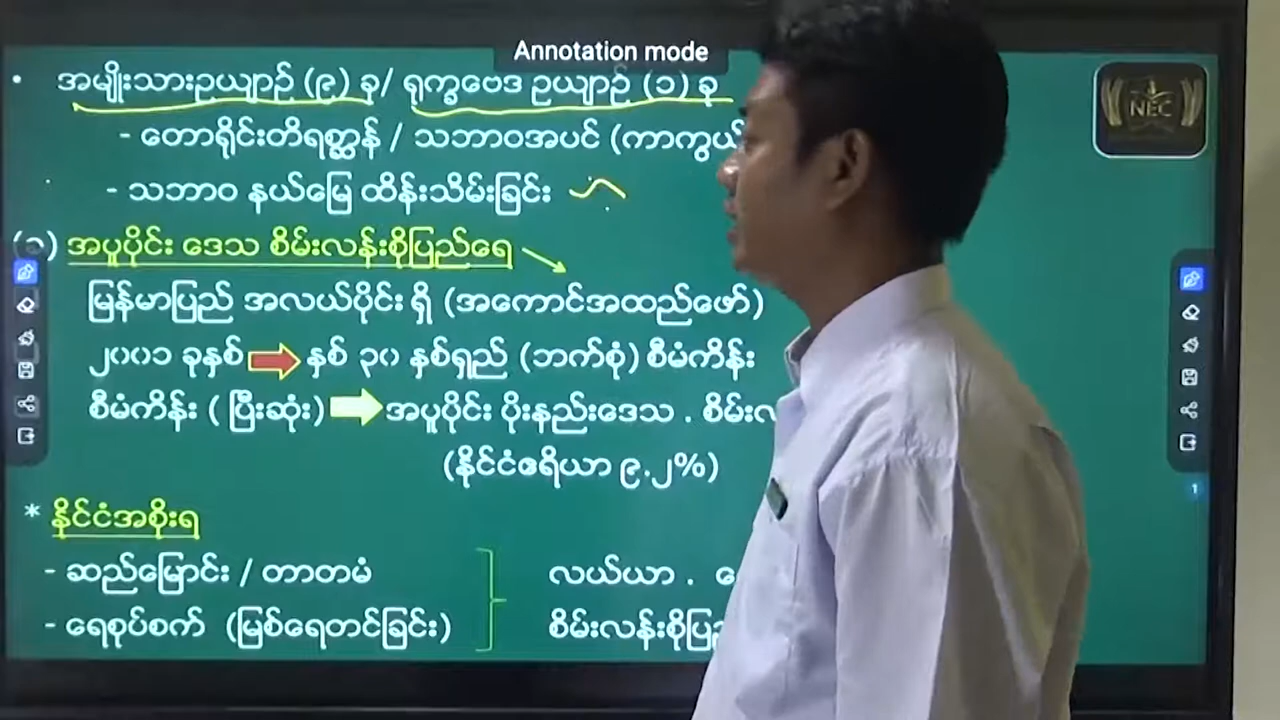 Annotation mode
• အမျိုးသားဥယျာဉ် (၉) ခု/ ရုက္ခဗေဒ ဥယျာဉ် (၁) ခု
- တောရိုင်းတိရစ္ဆာန် / သဘာဝအပင် (ကာကွယ်
- သဘာဝ နယ်မြေ ထိန်းသိမ်းခြင်း
NEC
အပူပိုင်း ဒေသ စိမ်းလန်းစိုပြည်ရေ
မြန်မာပြည် အလယ်ပိုင်း ရှိ (အကောင်အထည်ဖော်)
၂၀၀၁ ခုနှစ် နှစ် ၃၀ နှစ်ရှည် (ဘက်စုံ) စီမံကိန်း
စီမံကိန်း ( ပြီးဆုံး) အပူပိုင်း ပိုးနည်းဒေသ . စိမ်းလ
(နိုင်ငံဧရိယာ ၉.၂%)
* နိုင်ငံအစိုးရ
- ဆည်မြောင်း / တာတမံ လယ်ယာ .
- ရေစုပ်စက် (မြစ်ရေတင်ခြင်း) စိမ်းလန်းစိုပြည
1